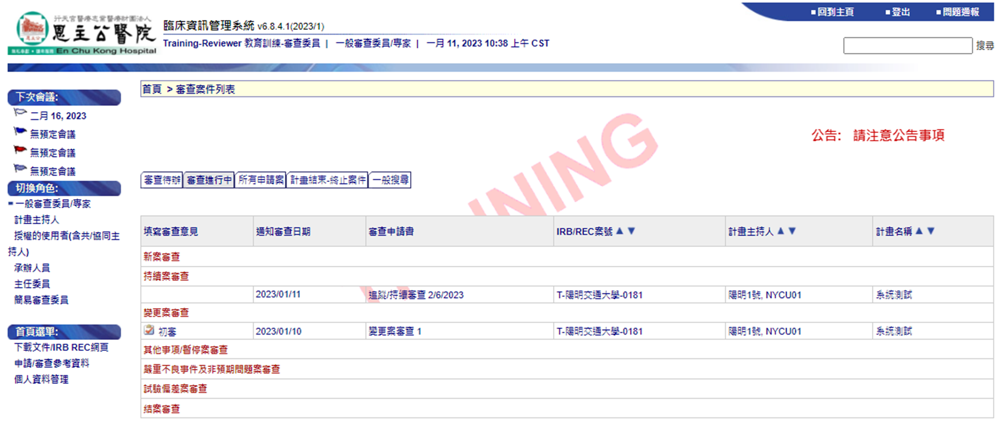 行天宮醫療志業醫療財團法人
恩主公醫院
En Chu Kong Hospital
臨床資訊管理系統 v6.8.4.1(2023/1)
Training-Reviewer 教育訓練-審查委員 | 一般審查委員/專家 | 一月 11, 2023 10:38 上午 CST
■回到主頁 ■登出 ■問題通報
搜尋
首頁 > 審查案件列表
下次會議:
二月 16, 2023
無預定會議
無預定會議
無預定會議
切換角色:
一般審查委員/專家
計畫主持人
授權的使用者(含共/協同主
持人)
承辦人員
主任委員
簡易審查委員
首頁選單:
下載文件/IRB REC網頁
申請/審查參考資料
個人資料管理
公告: 請注意公告事項
審查待辦 審查進行中 所有申請案 計畫結束-終止案件 一般搜尋
填寫審查意見 通知審查日期 審查申請書 IRB/REC案號▲▼ 計畫主持人▲▼ 計畫名稱▲▼
新案審查
持續案審查
2023/01/11 追蹤/持續審查 2/6/2023 T-陽明交通大學-0181 陽明1號, NYCU01 系統測試
變更案審查
初審 2023/01/10 變更案審查 1 T-陽明交通大學-0181 陽明1號, NYCU01 系統測試
其他事項/暫停案審查
嚴重不良事件及非預期問題案審查
試驗偏差案審查
結案審查